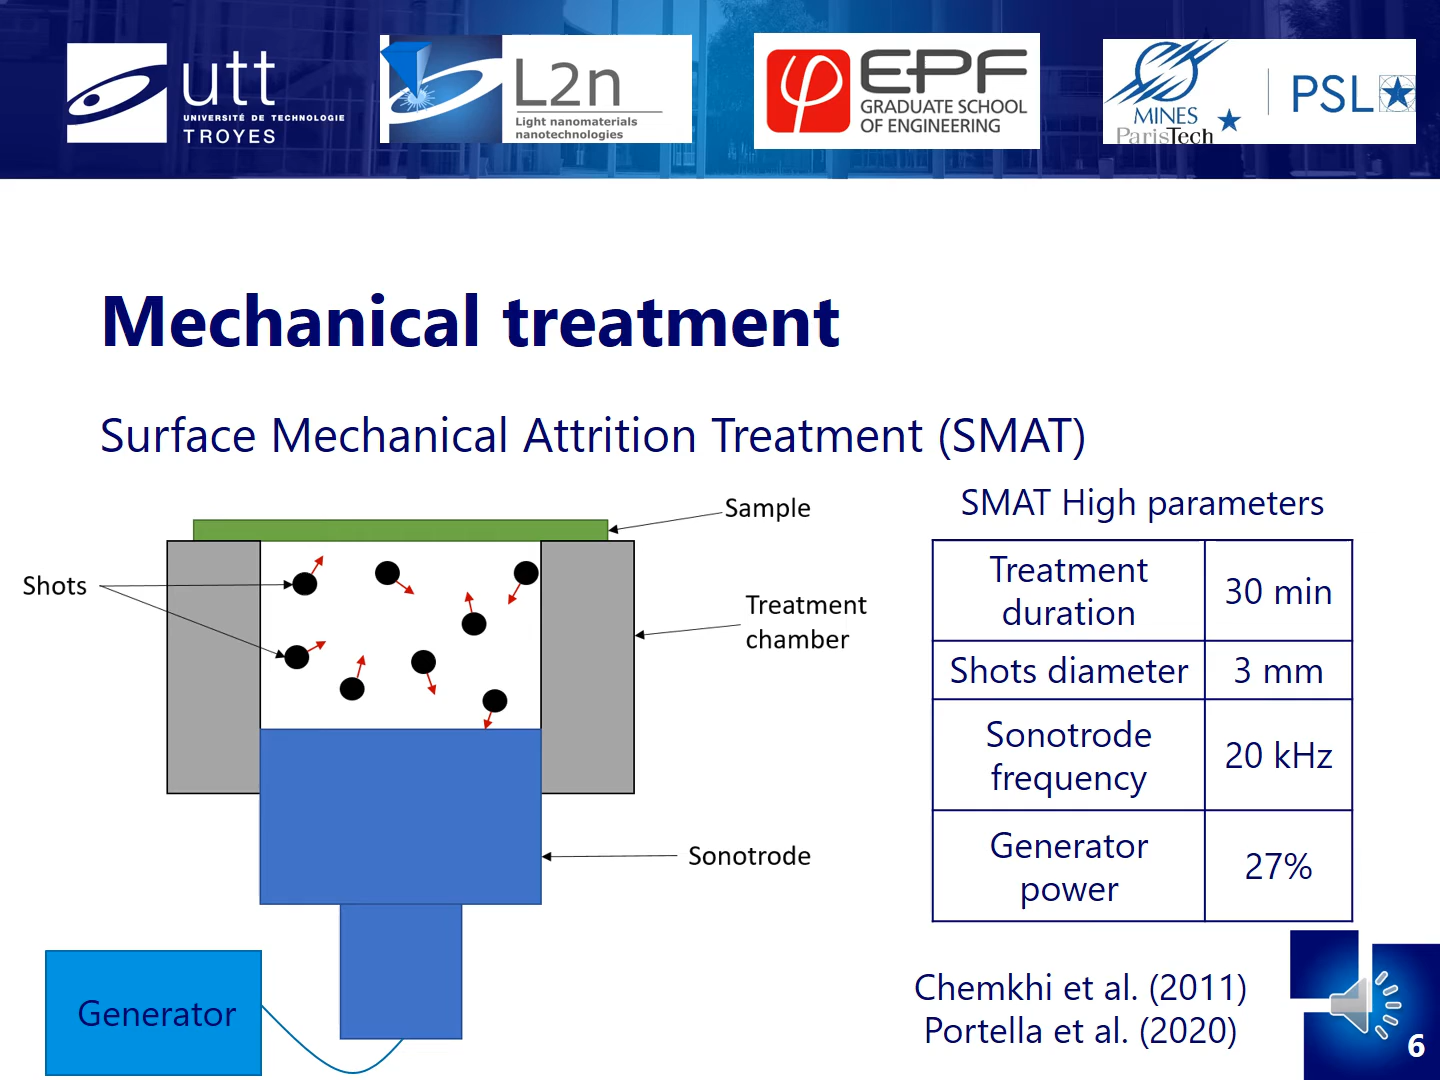 utt
UNIVERSITÉ DE TECHNOLOGIE
TROYES
L2n
Light nanomaterials
nanotechnologies
EPF
GRADUATE SCHOOL
OF ENGINEERING
MINES
ParisTech
PSL
Mechanical treatment
Surface Mechanical Attrition Treatment (SMAT)
Sample
Shots
Treatment
chamber
Sonotrode
Generator
SMAT High parameters
Treatment
duration
30 min
Shots diameter
3 mm
Sonotrode
frequency
20 kHz
Generator
power
27%
Chemkhi et al. (2011)
Portella et al. (2020)
6